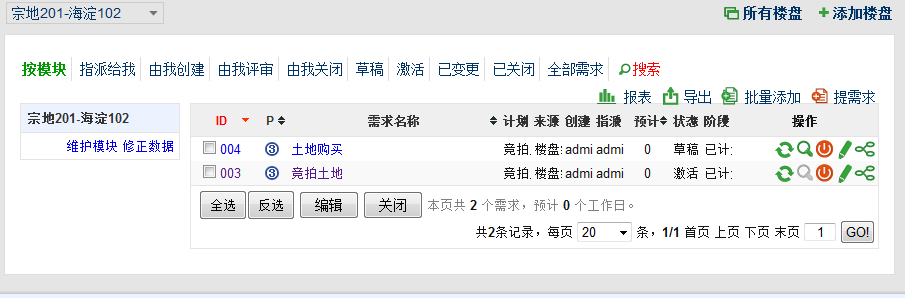 宗地201-海淀102
所有楼盘 添加楼盘
按模块 指派给我 由我创建 由我评审 由我关闭 草稿 激活 已变更 已关闭 全部需求 搜索
报表 导出 批量添加 提需求
宗地201-海淀102
维护模块 修正数据
ID P 需求名称 计划 来源 创建 指派 预计 状态 阶段 操作
004 3 土地购买 竟拍 楼盘 admi admi 0 草稿 已计
003 3 竟拍土地 竟拍 楼盘 admi admi 0 激活 已计
全选 反选 编辑 关闭 本页共 2 个需求，预计 0 个工作日。
共2条记录，每页 20 条，1/1 首页 上页 下页 末页 1 GO!